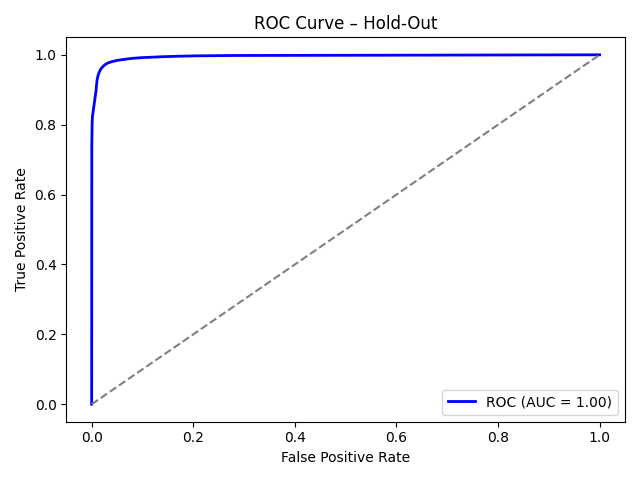 ROC Curve – Hold-Out
1.0
0.8
0.6
0.4
0.2
0.0
True Positive Rate
ROC (AUC = 1.00)
0.0 0.2 0.4 0.6 0.8 1.0
False Positive Rate